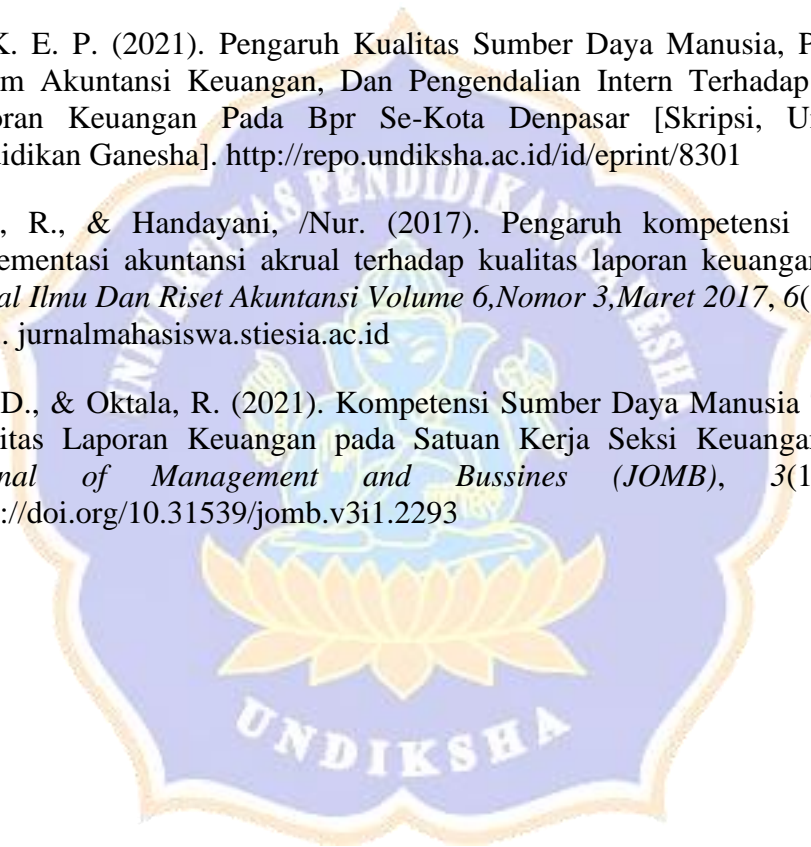 K. E. P. (2021). Pengaruh Kualitas Sumber Daya Manusia, P
m Akuntansi Keuangan, Dan Pengendalian Intern Terhadap
oran Keuangan Pada Bpr Se-Kota Denpasar [Skripsi, U
didikan Ganesha]. http://repo.undiksha.ac.id/id/eprint/8301
, R., & Handayani, /Nur. (2017). Pengaruh kompetensi
ementasi akuntansi akrual terhadap kualitas laporan keuangan
al Ilmu Dan Riset Akuntansi Volume 6,Nomor 3,Maret 2017, 6(
. jurnalmahasiswa.stiesia.ac.id
D., & Oktala, R. (2021). Kompetensi Sumber Daya Manusia
itas Laporan Keuangan pada Satuan Kerja Seksi Keuangan
nal of Management and Bussines (JOMB), 3(1
://doi.org/10.31539/jomb.v3i1.2293
UNIVERSITAS PENDIDIKAN GANESHA
UNDIKSHA